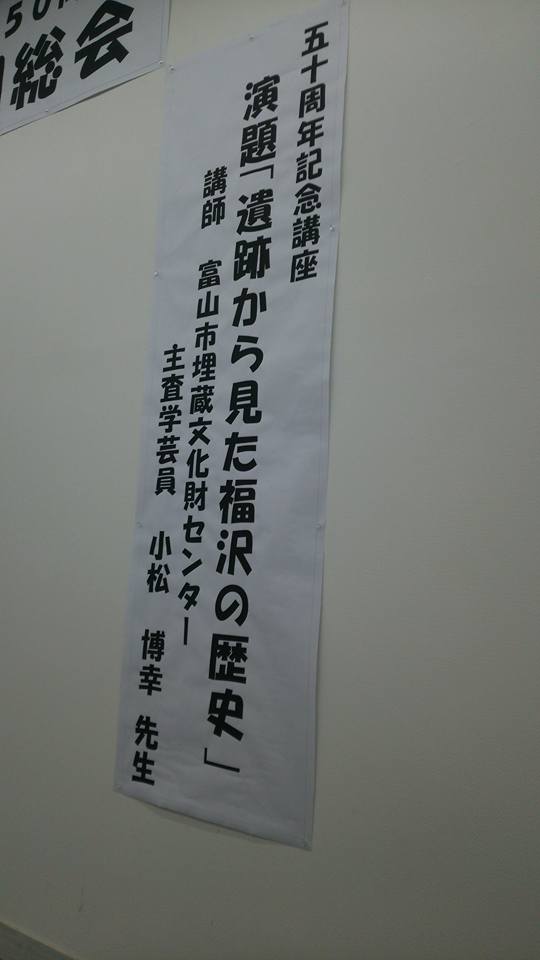 50
総会
五十周年記念講座
演題「遺跡から見た福沢の歴史」
講師　富山市埋蔵文化財センター
主査学芸員　小松　博幸　先生